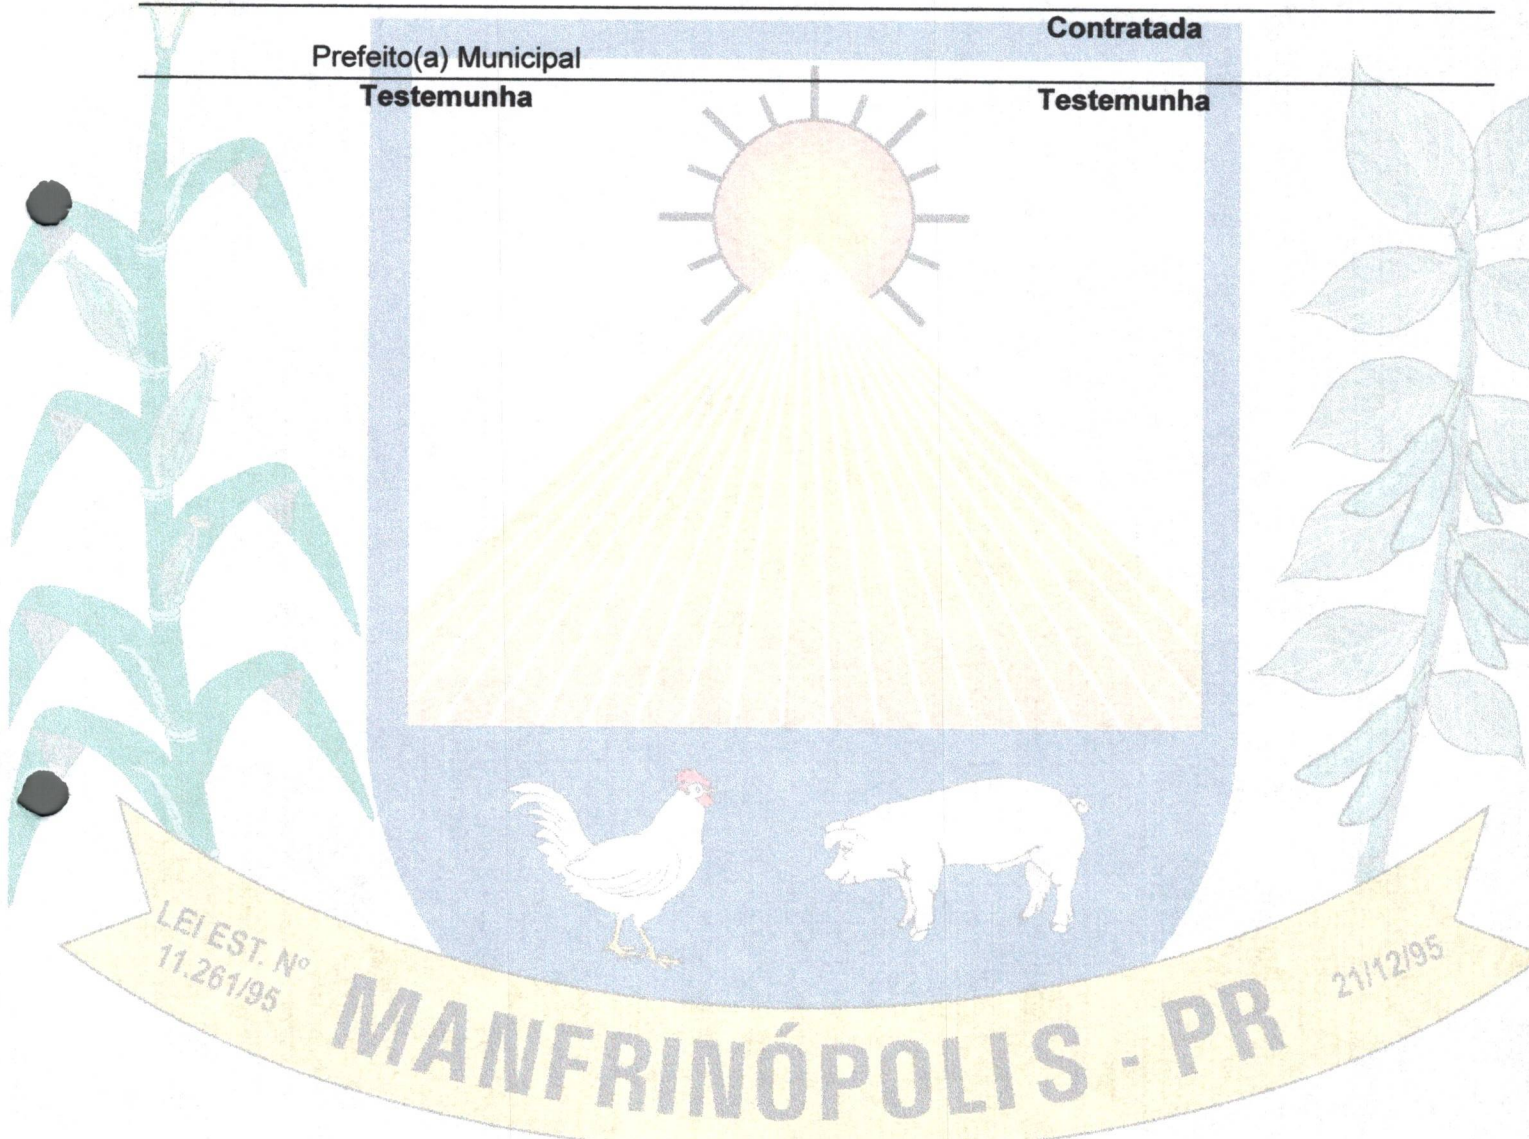 Contratada
Prefeito(a) Municipal
Testemunha Testemunha
LEI EST. Nº
11.261/95
MANFRINÓPOLIS - PR
21/12/95